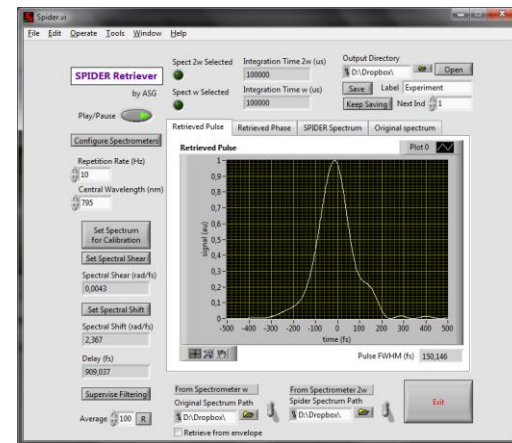 Spider.vi
File Edit Operate Tools Window Help
SPIDER Retriever
by ASG
Play/Pause
Configure Spectrometers
Repetition Rate (Hz)
10
Central Wavelength (nm)
795
Set Spectrum
for Calibration
Set Spectral Shear
Spectral Shear (rad/fs)
0,0043
Set Spectral Shift
Spectral Shift (rad/fs)
2,367
Delay (fs)
909,037
Supervise Filtering
Average 100 R
Spect 2w Selected
Spect w Selected
Integration Time 2w (us)
100000
Integration Time w (us)
100000
Output Directory
D:\Dropbox\ Open
Save Label Experiment
Keep Saving Next Ind 1
Retrieved Pulse Retrieved Phase SPIDER Spectrum Original spectrum
Retrieved Pulse Plot 0
signal (au)
1
0,9
0,8
0,7
0,6
0,5
0,4
0,3
0,2
0,1
0
-500 -400 -300 -200 -100 0 100 200 300 400 500
time (fs)
Pulse FWHM (fs) 150,146
From Spectrometer w
Original Spectrum Path
D:\Dropbox\
Retrieve from envelope
From Spectrometer 2w
Spider Spectrum Path
D:\Dropbox\
Exit